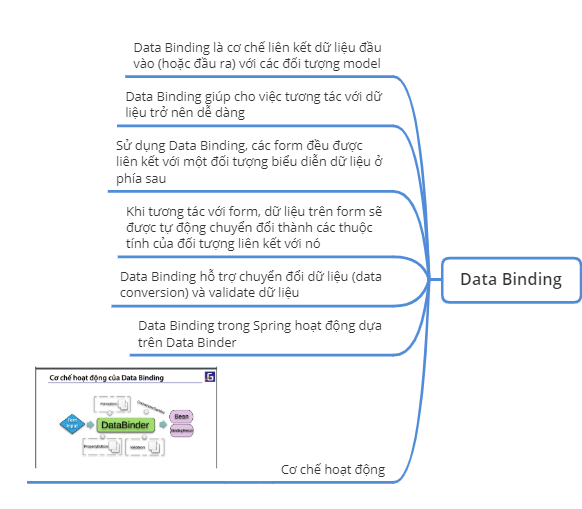 Data Binding là cơ chế liên kết dữ liệu đầu
vào (hoặc đầu ra) với các đối tượng model
Data Binding giúp cho việc tương tác với dữ
liệu trở nên dễ dàng
Sử dụng Data Binding, các form đều được
liên kết với một đối tượng biểu diễn dữ liệu ở
phía sau
Khi tương tác với form, dữ liệu trên form sẽ
được tự động chuyển đổi thành các thuộc
tính của đối tượng liên kết với nó
Data Binding hỗ trợ chuyển đổi dữ liệu (data
conversion) và validate dữ liệu
Data Binding trong Spring hoạt động dựa
trên Data Binder
Data Binding
Cơ chế hoạt động của Data Binding
DataBinder
Bean
Cơ chế hoạt động